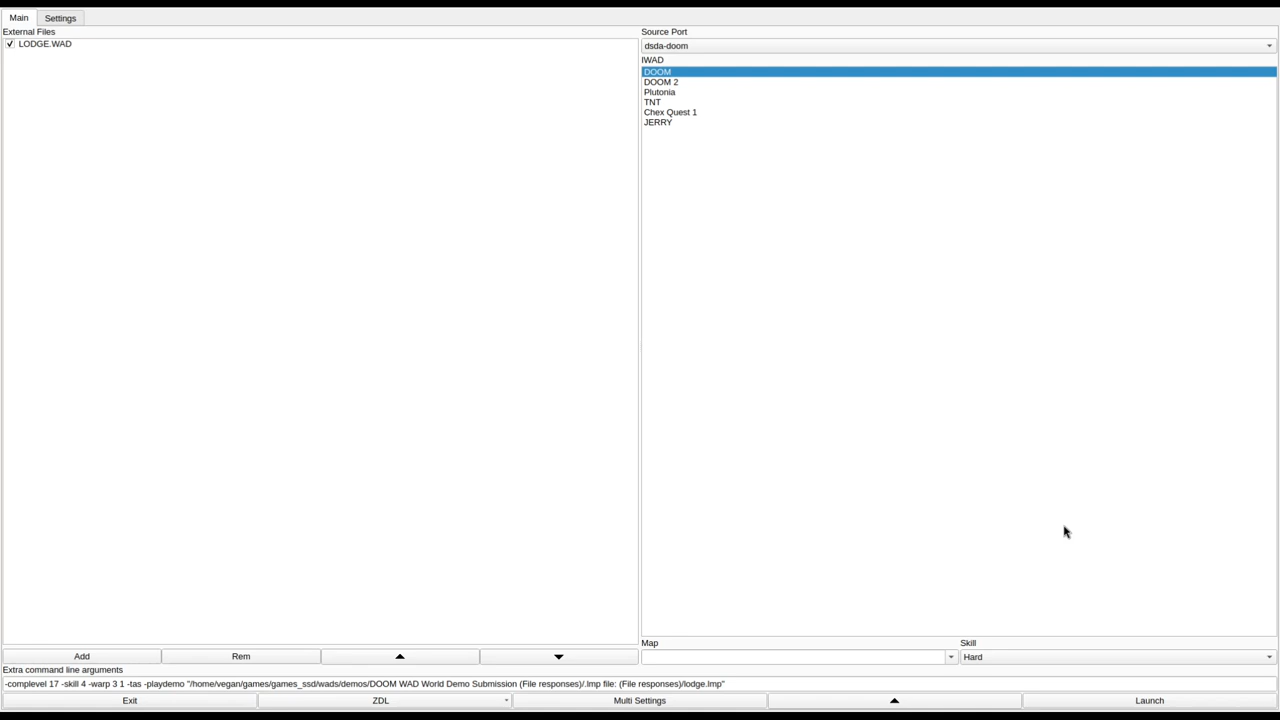 Main Settings
External Files
LODGE.WAD
Source Port
dsda-doom
IWAD
DOOM
DOOM 2
Plutonia
TNT
Chex Quest 1
JERRY
Map Skill
Hard
Add Rem
Extra command line arguments
-complevel 17 -skill 4 -warp 3 1 -tas -playdemo "/home/vegan/games/games_ssd/wads/demos/DOOM WAD World Demo Submission (File responses)/.lmp file: (File responses)/lodge.lmp"
Exit ZDL Multi Settings Launch